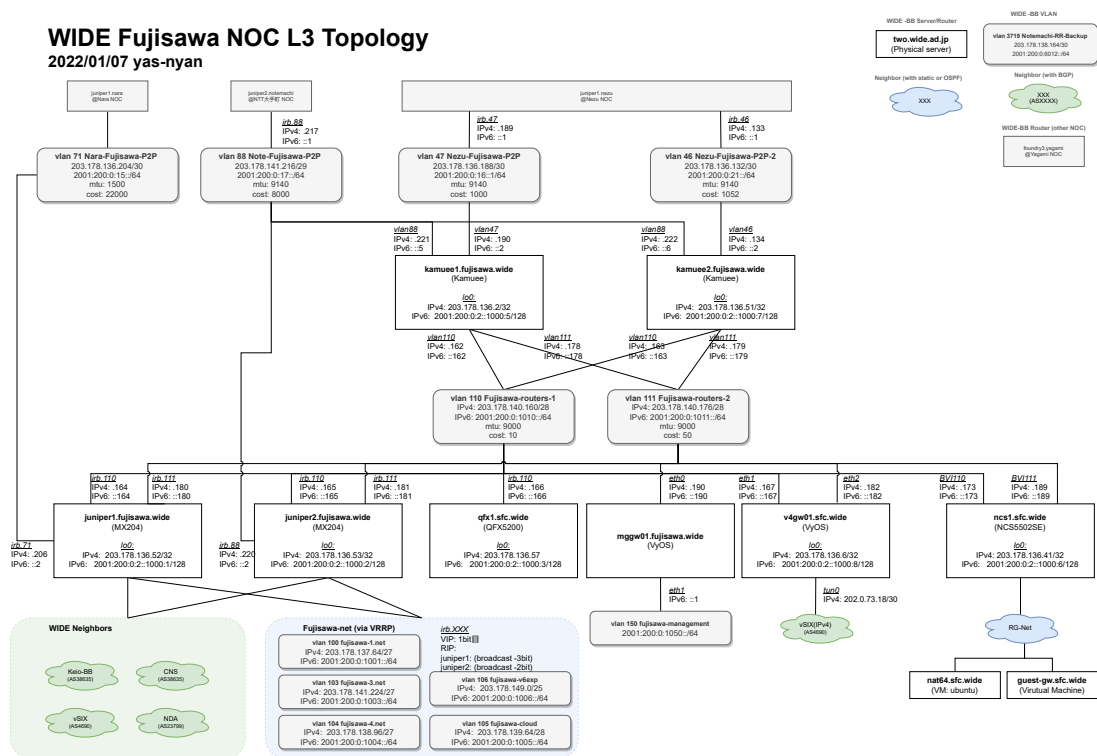 WIDE Fujisawa NOC L3 Topology
2022/01/07 yas-nyan
WIDE -BB Server/Router
two.wide.ad.jp
(Physical server)
WIDE -BB VLAN
vlan 3719 Notemachi-RR-Backup
203.178.138.164/30
2001:200:0:6012::/64
Neighbor (with static or OSPF)
XXX
Neighbor (with BGP)
XXX
(ASXXXX)
WIDE-BB Router (other NOC)
foundry3.yagami
@Yagami NOC
juniper1.nara
@Nara NOC
juniper2.notemachi
@NTT大手町 NOC
juniper1.nezu
@Nezu NOC
irb.88
IPv4: .217
IPv6: ::1
irb.47
IPv4: .189
IPv6: ::1
irb.46
IPv4: .133
IPv6: ::1
vlan 71 Nara-Fujisawa-P2P
203.178.136.204/30
2001:200:0:15::/64
mtu: 1500
cost: 22000
vlan 88 Note-Fujisawa-P2P
203.178.141.216/29
2001:200:0:17::/64
mtu: 9140
cost: 8000
vlan 47 Nezu-Fujisawa-P2P
203.178.136.188/30
2001:200:0:16::1/64
mtu: 9140
cost: 1000
vlan 46 Nezu-Fujisawa-P2P-2
203.178.136.132/30
2001:200:0:21::/64
mtu: 9140
cost: 1052
vlan88
IPv4: .221
IPv6: ::5
vlan47
IPv4: .190
IPv6: ::2
vlan88
IPv4: .222
IPv6: ::6
vlan46
IPv4: .134
IPv6: ::2
kamuee1.fujisawa.wide
(Kamuee)
lo0:
IPv4: 203.178.136.2/32
IPv6: 2001:200:0:2::1000:5/128
kamuee2.fujisawa.wide
(Kamuee)
lo0:
IPv4: 203.178.136.51/32
IPv6: 2001:200:0:2::1000:7/128
vlan110
IPv4: .162
IPv6: ::162
vlan111
IPv4: .178
IPv6: ::178
vlan110
IPv4: .163
IPv6: ::163
vlan111
IPv4: .179
IPv6: ::179
vlan 110 Fujisawa-routers-1
IPv4: 203.178.140.160/28
IPv6: 2001:200:0:1010::/64
mtu: 9000
cost: 10
vlan 111 Fujisawa-routers-2
IPv4: 203.178.140.176/28
IPv6: 2001:200:0:1011::/64
mtu: 9000
cost: 50
irb.110
IPv4: .164
IPv6: ::164
irb.111
IPv4: .180
IPv6: ::180
irb.110
IPv4: .165
IPv6: ::165
irb.111
IPv4: .181
IPv6: ::181
irb.110
IPv4: .166
IPv6: ::166
eth0
IPv4: .190
IPv6: ::190
eth1
IPv4: .167
IPv6: ::167
eth2
IPv4: .182
IPv6: ::182
BVI110
IPv4: .173
IPv6: ::173
BVI111
IPv4: .189
IPv6: ::189
irb.71
IPv4: .206
IPv6: ::2
juniper1.fujisawa.wide
(MX204)
lo0:
IPv4: 203.178.136.52/32
IPv6: 2001:200:0:2::1000:1/128
irb.88
IPv4: .220
IPv6: ::2
juniper2.fujisawa.wide
(MX204)
lo0:
IPv4: 203.178.136.53/32
IPv6: 2001:200:0:2::1000:2/128
qfx1.sfc.wide
(QFX5200)
lo0:
IPv4: 203.178.136.57
IPv6: 2001:200:0:2::1000:3/128
mggw01.fujisawa.wide
(VyOS)
v4gw01.sfc.wide
(VyOS)
lo0:
IPv4: 203.178.136.6/32
IPv6: 2001:200:0:2::1000:8/128
ncs1.sfc.wide
(NCS5502SE)
lo0:
IPv4: 203.178.136.41/32
IPv6: 2001:200:0:2::1000:6/128
eth1
IPv6: ::1
tun0
IPv4: 202.0.73.18/30
vlan 150 fujisawa-management
2001:200:0:1050::/64
vSIX(IPv4)
(AS4690)
RG-Net
nat64.sfc.wide
(VM: ubuntu)
guest-gw.sfc.wide
(Virutual Machine)
WIDE Neighbors
Keio-BB
(AS38635)
CNS
(AS38635)
vSIX
(AS4690)
NDA
(AS23799)
Fujisawa-net (via VRRP)
vlan 100 fujisawa-1.net
IPv4: 203.178.137.64/27
IPv6: 2001:200:0:1001::/64
vlan 103 fujisawa-3.net
IPv4: 203.178.141.224/27
IPv6: 2001:200:0:1003::/64
vlan 104 fujisawa-4.net
IPv4: 203.178.138.96/27
IPv6: 2001:200:0:1004::/64
irb.XXX
VIP: 1bit目
RIP:
juniper1: (broadcast -3bit)
juniper2: (broadcast -2bit)
vlan 106 fujisawa-v6exp
IPv4: 203.178.149.0/25
IPv6: 2001:200:0:1006::/64
vlan 105 fujisawa-cloud
IPv4: 203.178.139.64/28
IPv6: 2001:200:0:1005::/64